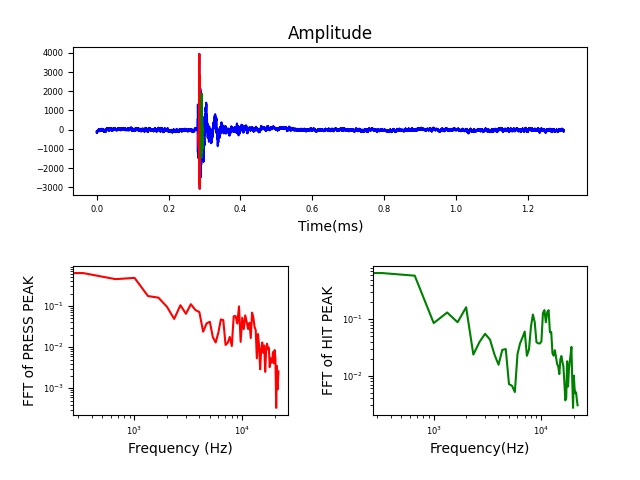 Amplitude
4000
3000
2000
1000
0
−1000
−2000
−3000
0.0 0.2 0.4 0.6 0.8 1.0 1.2
Time(ms)
FFT of PRESS PEAK
10⁻¹
10⁻²
10⁻³
10³ 10⁴
Frequency (Hz)
FFT of HIT PEAK
10⁻¹
10⁻²
10³ 10⁴
Frequency(Hz)